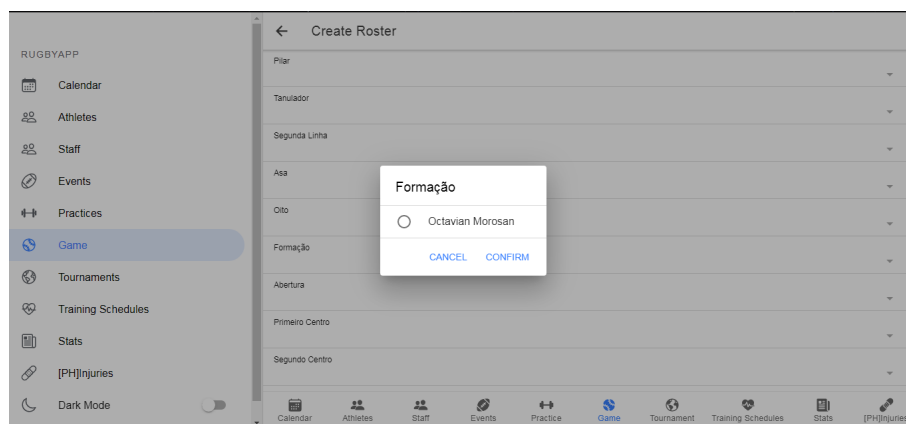 Create Roster
RUGBYAPP
Calendar
Athletes
Staff
Events
Practices
Game
Tournaments
Training Schedules
Stats
[PH]Injuries
Dark Mode
Pilar
Tanulador
Segunda Linha
Asa
Oito
Formação
Abertura
Primeiro Centro
Segundo Centro
Formação
Octavian Morosan
CANCEL CONFIRM
Calendar Athletes Staff Events Practice Game Tournament Training Schedules Stats [PH]Injuries